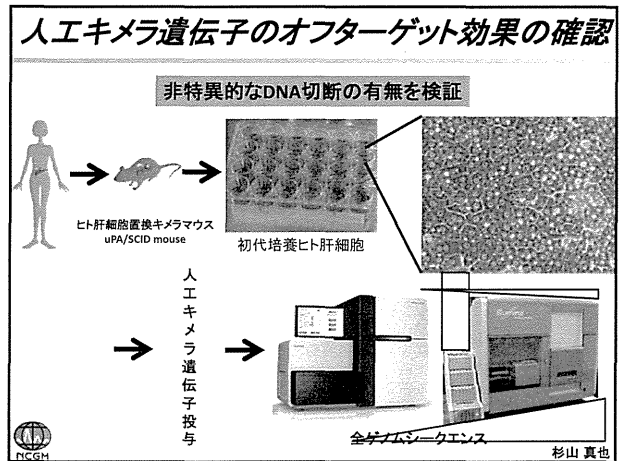 人工キメラ遺伝子のオフターゲット効果の確認
非特異的なDNA切断の有無を検証
ヒト肝細胞置換キメラマウス
uPA/SCID mouse
初代培養ヒト肝細胞
人工キメラ遺伝子投与
全ゲノムシークエンス
NCGM
杉山 真也